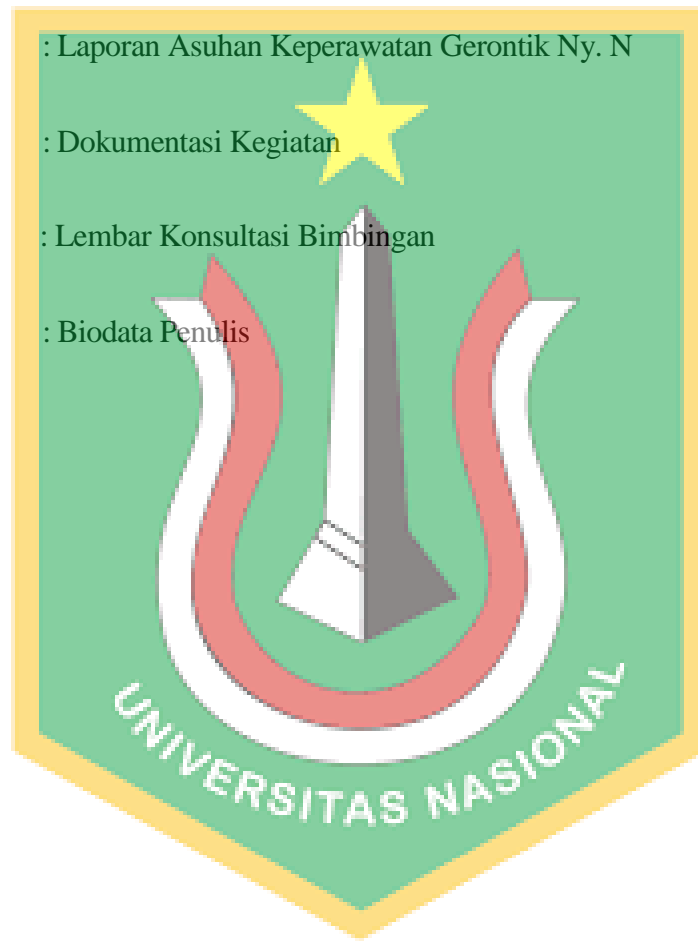 : Laporan Asuhan Keperawatan Gerontik Ny. N
: Dokumentasi Kegiatan
: Lembar Konsultasi Bimbingan
: Biodata Penulis
UNIVERSITAS NASIONAL